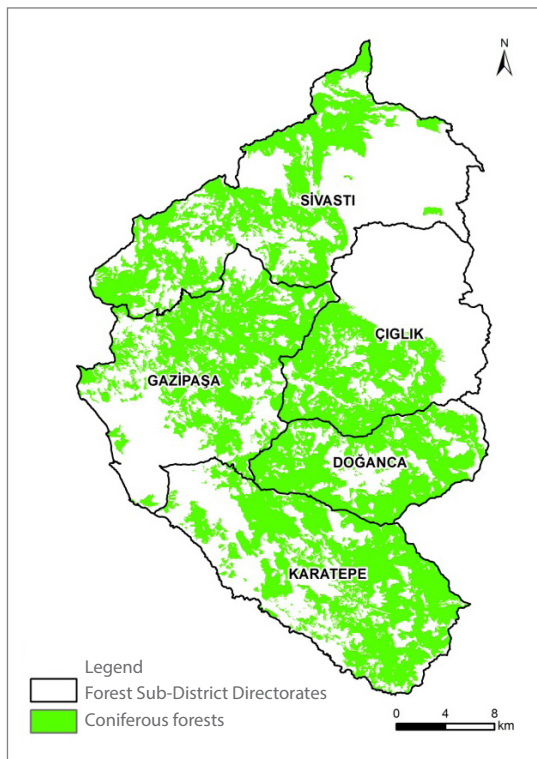 N
SİVASTI
ÇIGLIK
GAZİPAŞA
DOĞANCA
KARATEPE
Legend
Forest Sub-District Directorates
Coniferous forests
0 4 8
km